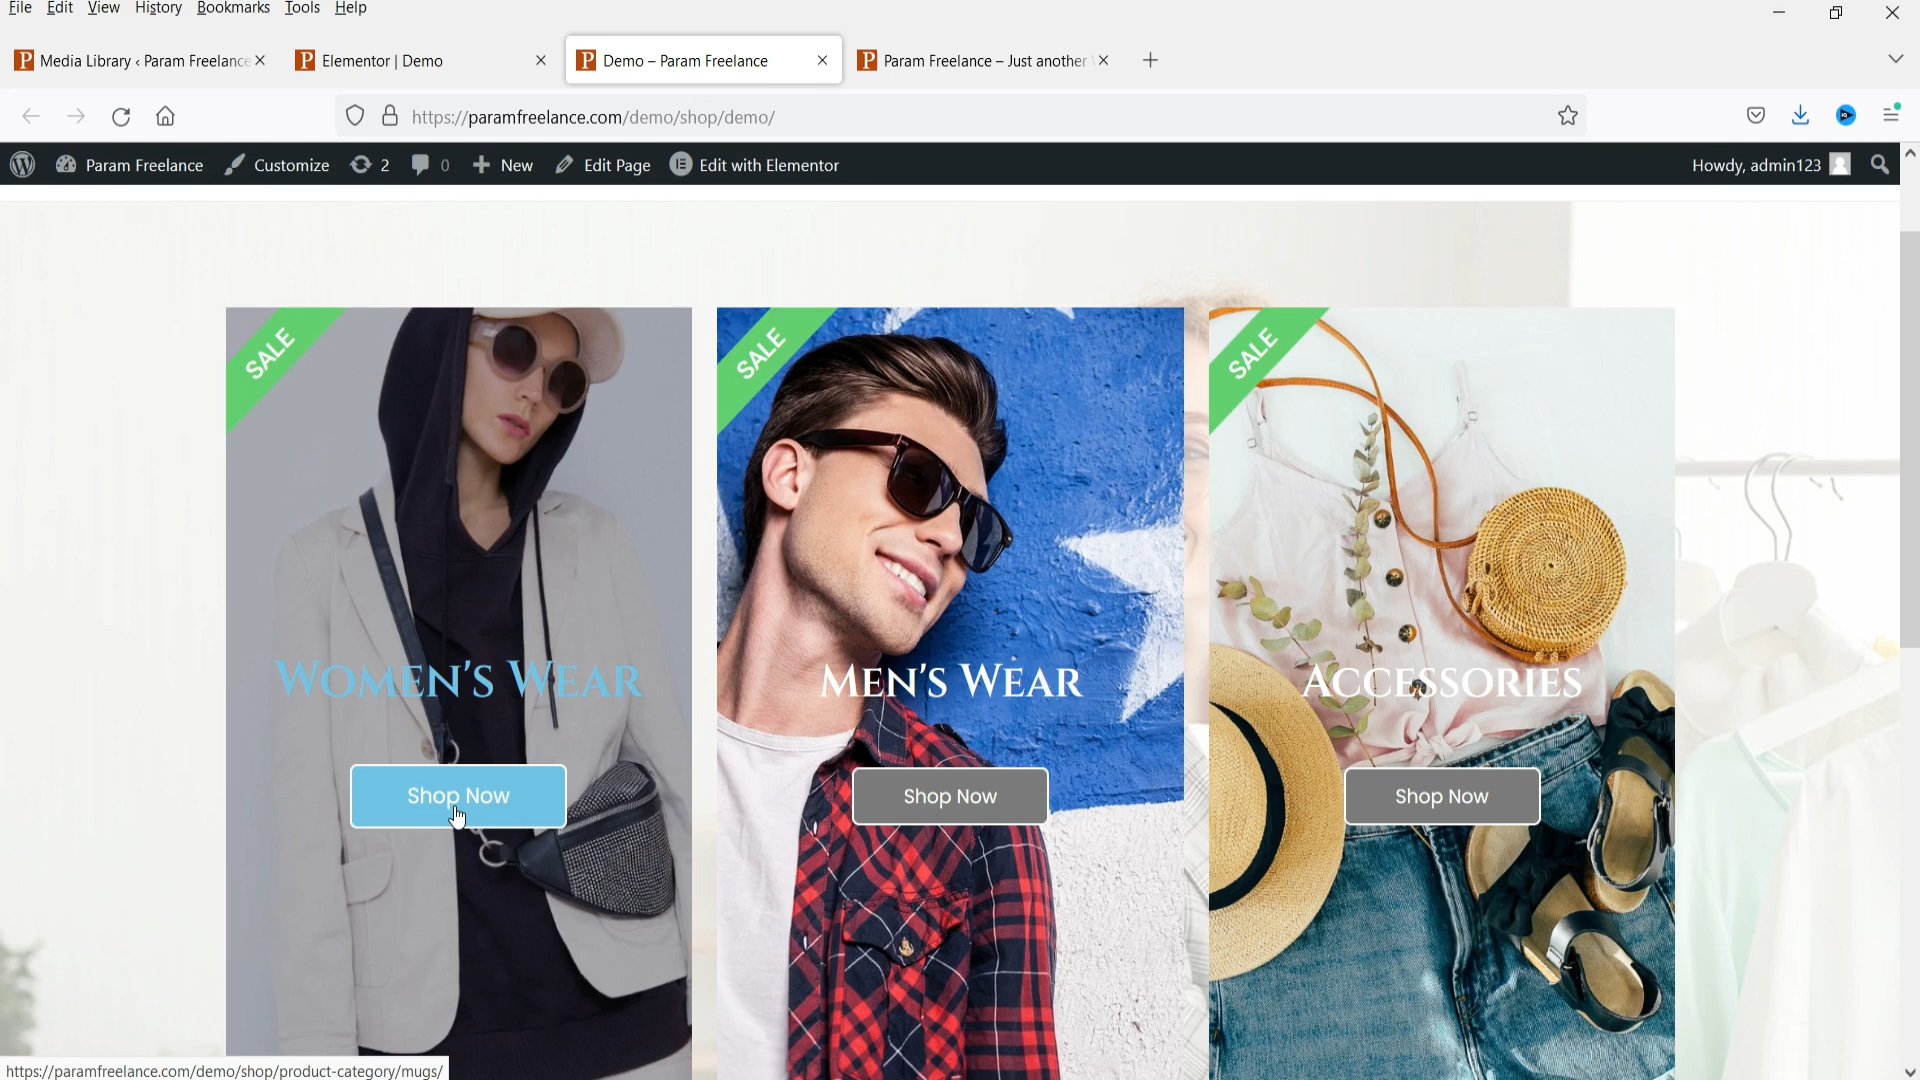 File Edit View History Bookmarks Tools Help
Media Library ‹ Param Freelance
Elementor | Demo
Demo – Param Freelance
Param Freelance – Just another
https://paramfreelance.com/demo/shop/demo/
Param Freelance Customize 2 0 New Edit Page Edit with Elementor Howdy, admin123
SALE SALE SALE
Women's Wear Men's Wear Accessories
Shop Now Shop Now Shop Now
https://paramfreelance.com/demo/shop/product-category/mugs/